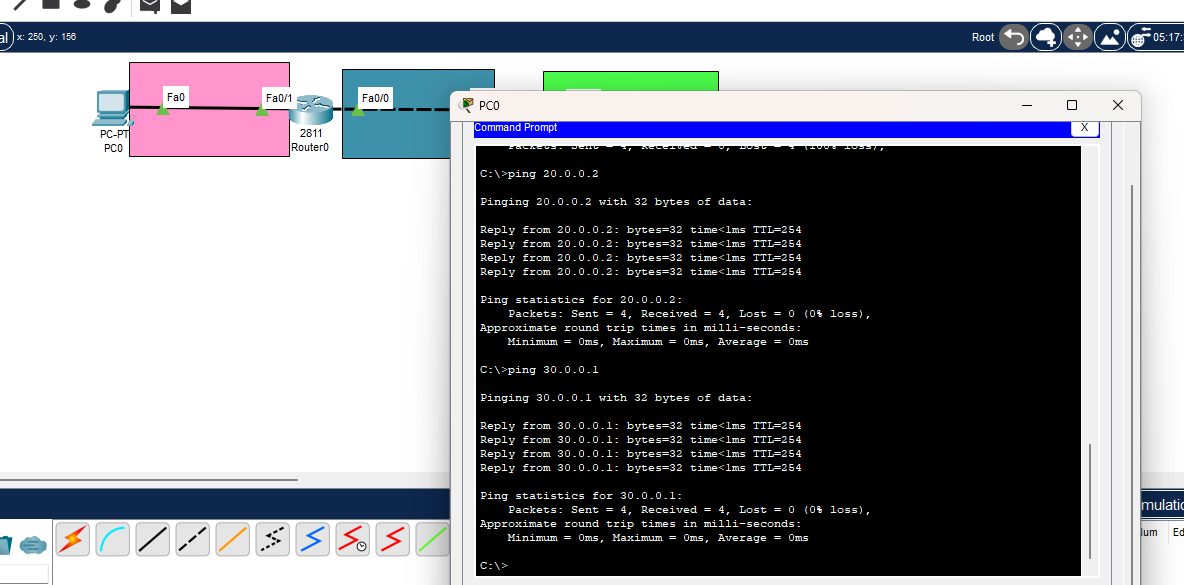 al x: 250, y: 156
Root
05:17:
Fa0
Fa0/1
Fa0/0
PC-PT
PC0
2811
Router0
PC0
Command Prompt
X
Packets: Sent = 4, Received = 0, Lost = 4 (100% loss),
C:\>ping 20.0.0.2
Pinging 20.0.0.2 with 32 bytes of data:
Reply from 20.0.0.2: bytes=32 time<1ms TTL=254
Reply from 20.0.0.2: bytes=32 time<1ms TTL=254
Reply from 20.0.0.2: bytes=32 time<1ms TTL=254
Reply from 20.0.0.2: bytes=32 time<1ms TTL=254
Ping statistics for 20.0.0.2:
Packets: Sent = 4, Received = 4, Lost = 0 (0% loss),
Approximate round trip times in milli-seconds:
Minimum = 0ms, Maximum = 0ms, Average = 0ms
C:\>ping 30.0.0.1
Pinging 30.0.0.1 with 32 bytes of data:
Reply from 30.0.0.1: bytes=32 time<1ms TTL=254
Reply from 30.0.0.1: bytes=32 time<1ms TTL=254
Reply from 30.0.0.1: bytes=32 time<1ms TTL=254
Reply from 30.0.0.1: bytes=32 time<1ms TTL=254
Ping statistics for 30.0.0.1:
Packets: Sent = 4, Received = 4, Lost = 0 (0% loss),
Approximate round trip times in milli-seconds:
Minimum = 0ms, Maximum = 0ms, Average = 0ms
C:\>
mulatio
Num Ed